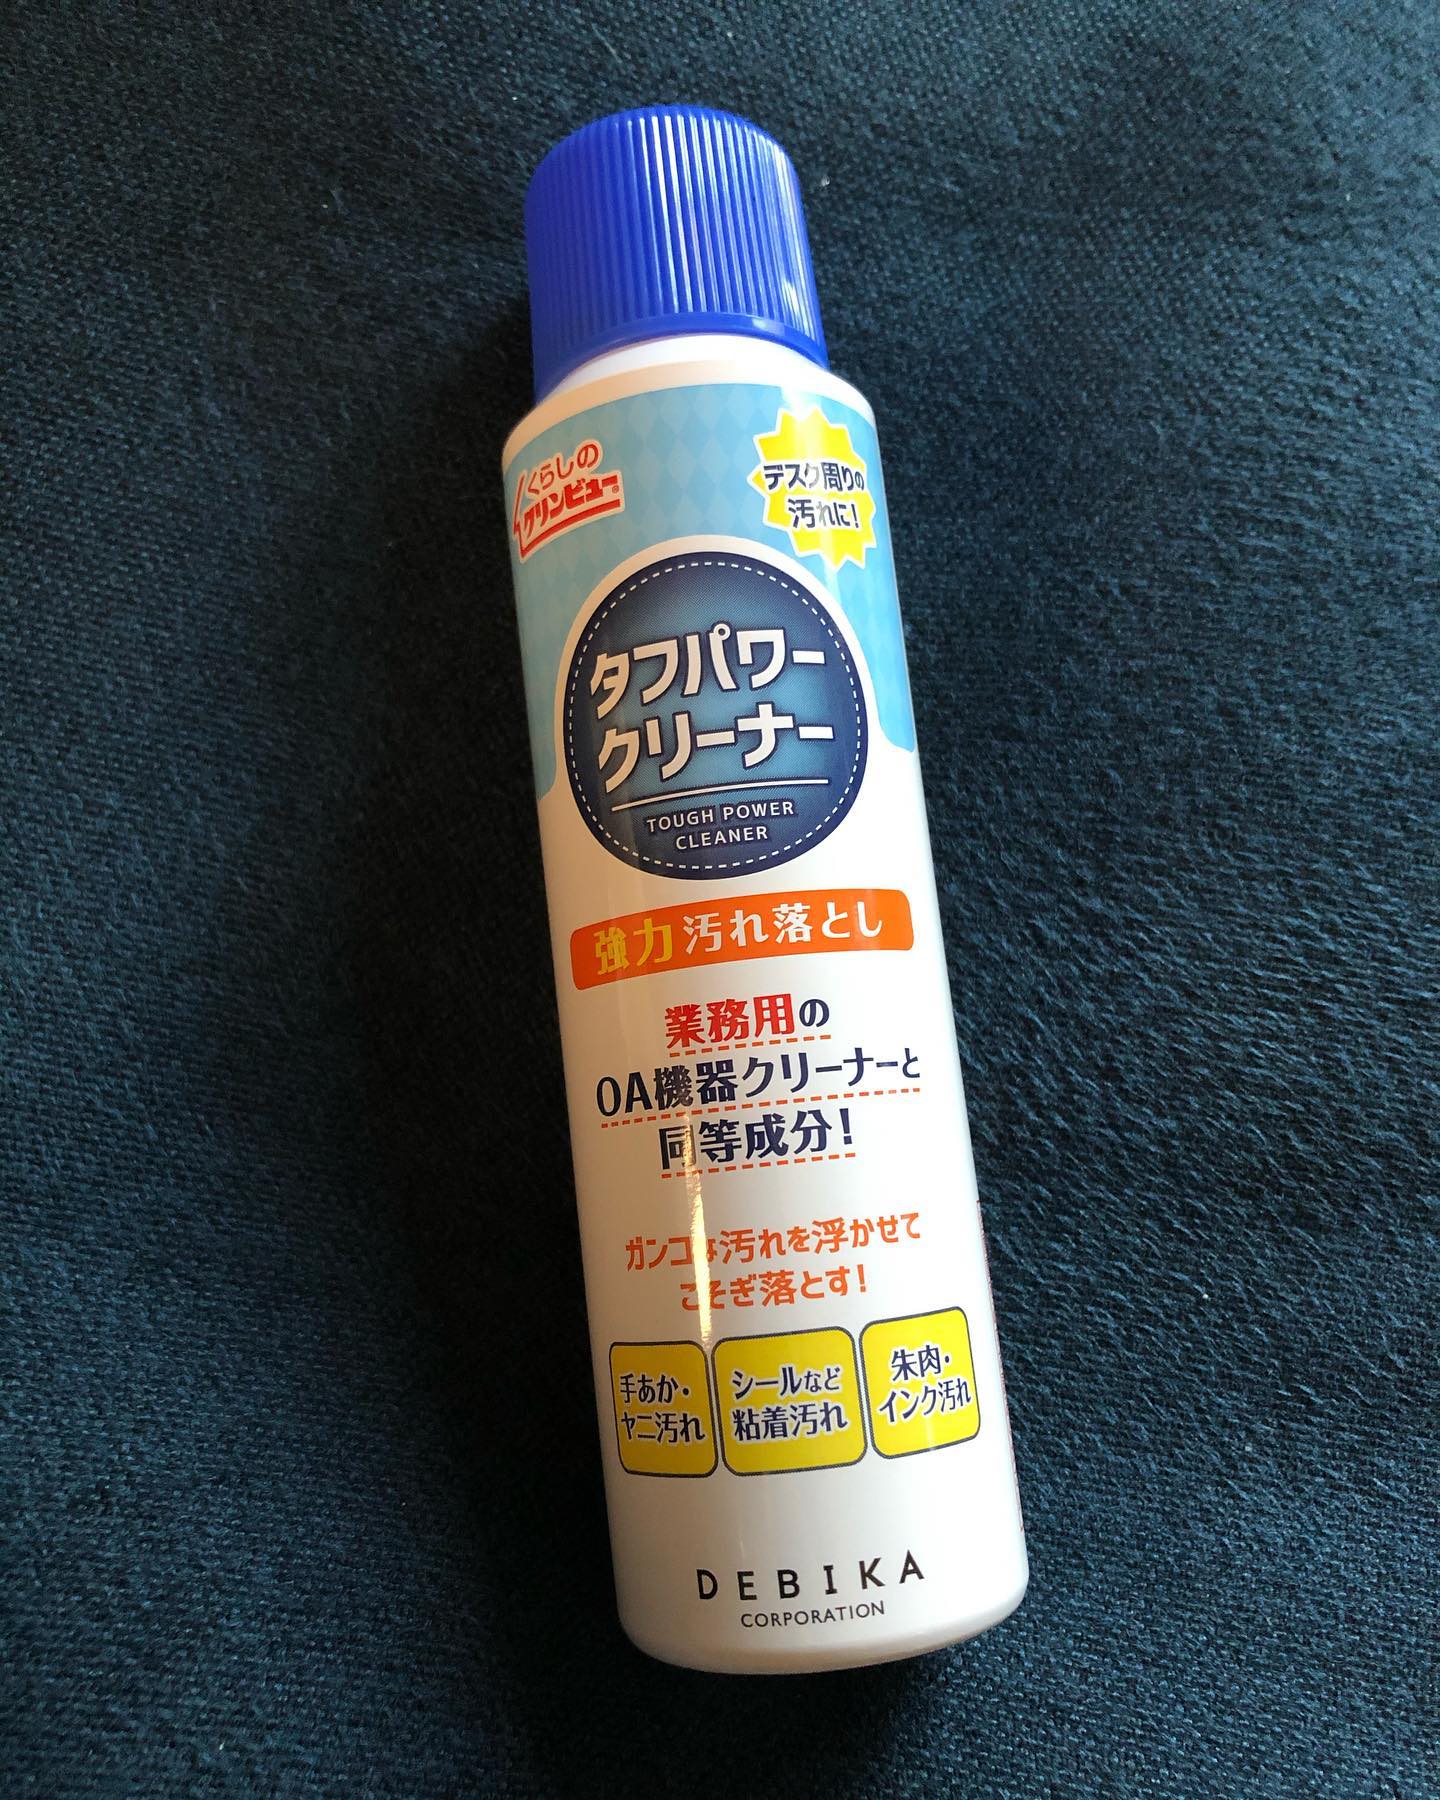 くらしの
クリンビュー®
デスク周りの
汚れに!
タフパワー
クリーナー
TOUGH POWER
CLEANER
強力汚れ落とし
業務用の
OA機器クリーナーと
同等成分!
ガンコな汚れを浮かせて
こそぎ落とす!
手あか・
ヤニ汚れ
シールなど
粘着汚れ
朱肉・
インク汚れ
DEBIKA
CORPORATION